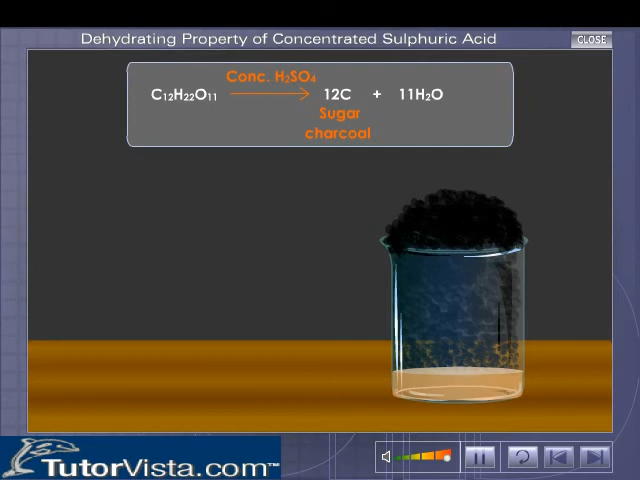 Dehydrating Property of Concentrated Sulphuric Acid
CLOSE
Conc. H₂SO₄
C₁₂H₂₂O₁₁ → 12C + 11H₂O
Sugar
charcoal
TutorVista.com™